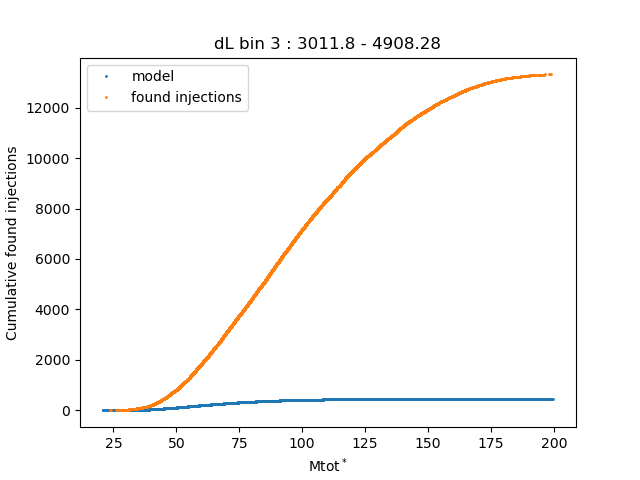 dL bin 3 : 3011.8 - 4908.28
model
found injections
Cumulative found injections
12000
10000
8000
6000
4000
2000
0
25 50 75 100 125 150 175 200
Mtot*